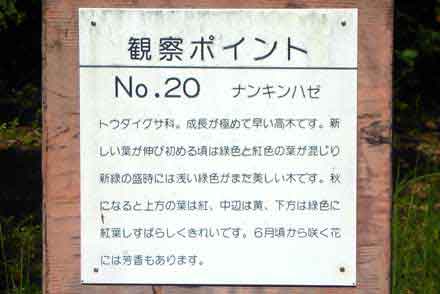 観察ポイント
No.20 ナンキンハゼ
トウダイグサ科。成長が極めて早い高木です。新
しい葉が伸び初める頃は緑色と紅色の葉が混じり
新緑の盛時には浅い緑色がまた美しい木です。秋
になると上方の葉は紅、中辺は黄、下方は緑色に
紅葉しすばらしくきれいです。6月頃から咲く花
には芳香もあります。